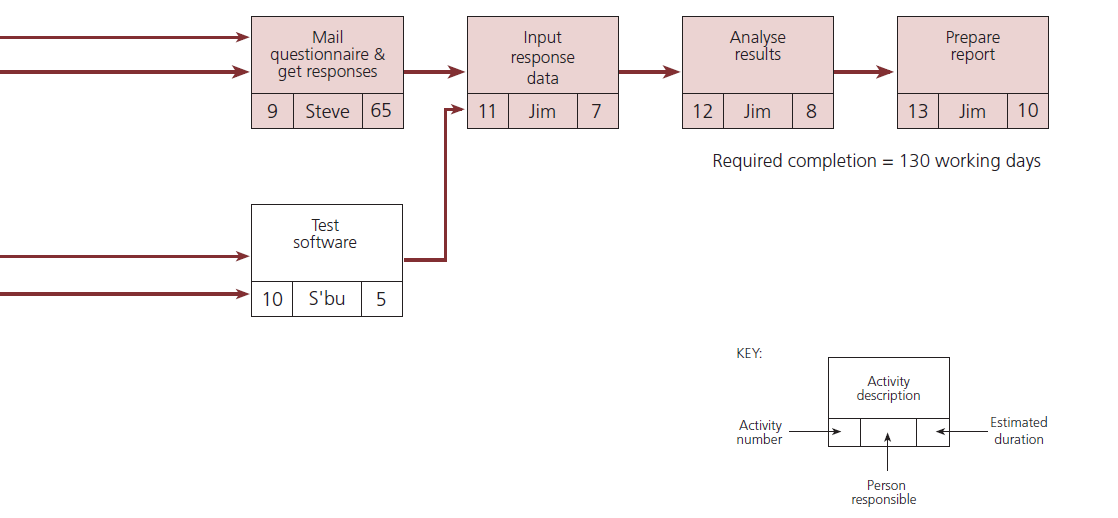 Mail
questionnaire &
get responses
9 Steve 65
Input
response
data
11 Jim 7
Analyse
results
12 Jim 8
Prepare
report
13 Jim 10
Required completion = 130 working days
Test
software
10 S'bu 5
KEY:
Activity
description
Activity
number
Estimated
duration
Person
responsible